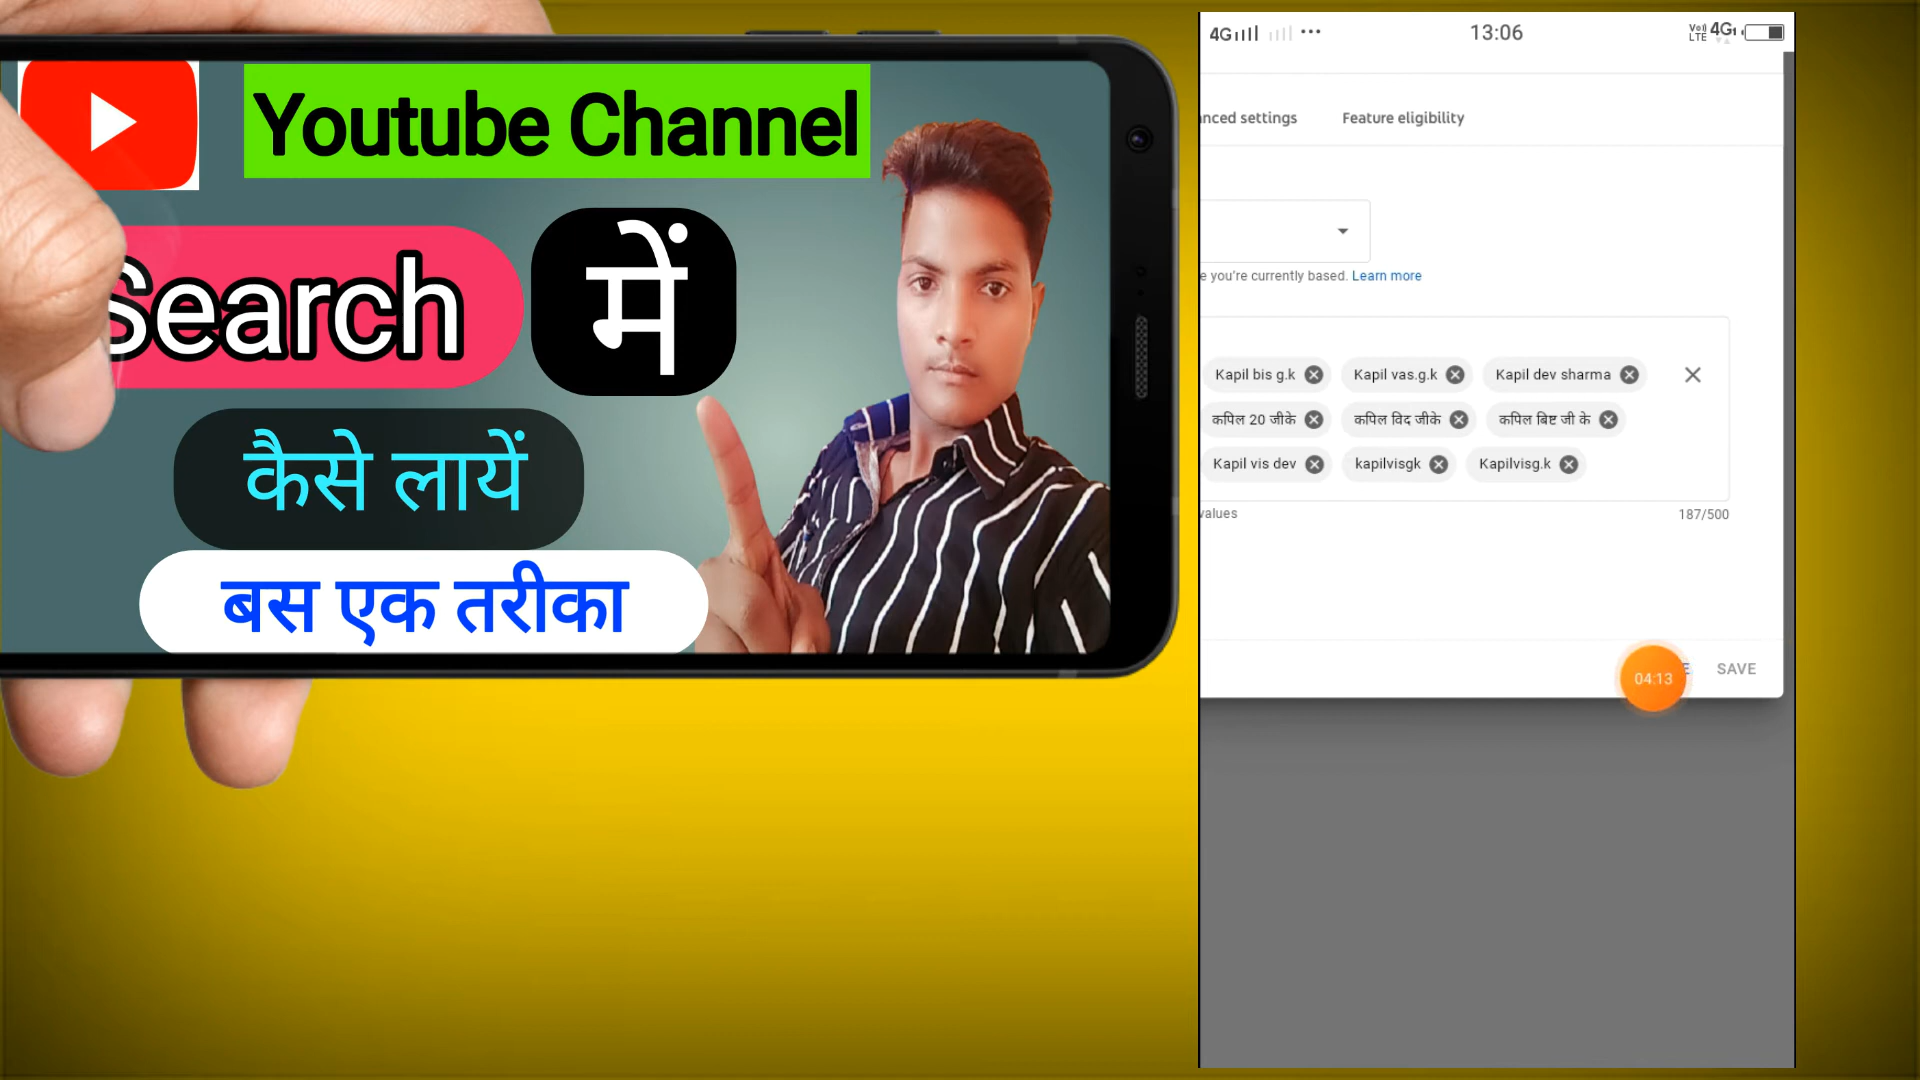 Youtube Channel
Search में
कैसे लायें
बस एक तरीका
4G 13:06 VoD LTE 4G
nced settings Feature eligibility
e you're currently based. Learn more
Kapil bis g.k Kapil vas.g.k Kapil dev sharma
कपिल 20 जीके कपिल विद जीके कपिल बिष्ट जी के
Kapil vis dev kapilvisgk Kapilvisg.k
values 187/500
04:13 E SAVE